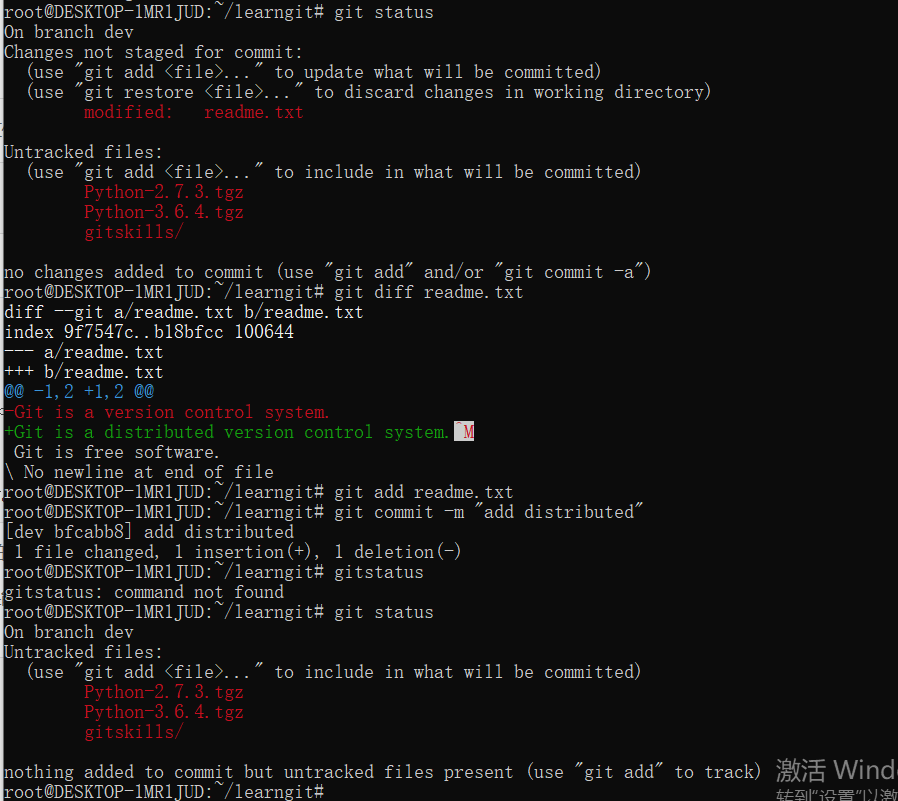 root@DESKTOP-1MR1JUD:~/learngit# git status
On branch dev
Changes not staged for commit:
  (use "git add <file>..." to update what will be committed)
  (use "git restore <file>..." to discard changes in working directory)
        modified:   readme.txt

Untracked files:
  (use "git add <file>..." to include in what will be committed)
        Python-2.7.3.tgz
        Python-3.6.4.tgz
        gitskills/

no changes added to commit (use "git add" and/or "git commit -a")
root@DESKTOP-1MR1JUD:~/learngit# git diff readme.txt
diff --git a/readme.txt b/readme.txt
index 9f7547c..b18bfcc 100644
--- a/readme.txt
+++ b/readme.txt
@@ -1,2 +1,2 @@
-Git is a version control system.
+Git is a distributed version control system.^M
 Git is free software.
\ No newline at end of file
root@DESKTOP-1MR1JUD:~/learngit# git add readme.txt
root@DESKTOP-1MR1JUD:~/learngit# git commit -m "add distributed"
[dev bfcabb8] add distributed
 1 file changed, 1 insertion(+), 1 deletion(-)
root@DESKTOP-1MR1JUD:~/learngit# gitstatus
gitstatus: command not found
root@DESKTOP-1MR1JUD:~/learngit# git status
On branch dev
Untracked files:
  (use "git add <file>..." to include in what will be committed)
        Python-2.7.3.tgz
        Python-3.6.4.tgz
        gitskills/

nothing added to commit but untracked files present (use "git add" to track)
root@DESKTOP-1MR1JUD:~/learngit#
激活 Wind
转到"设置"以激